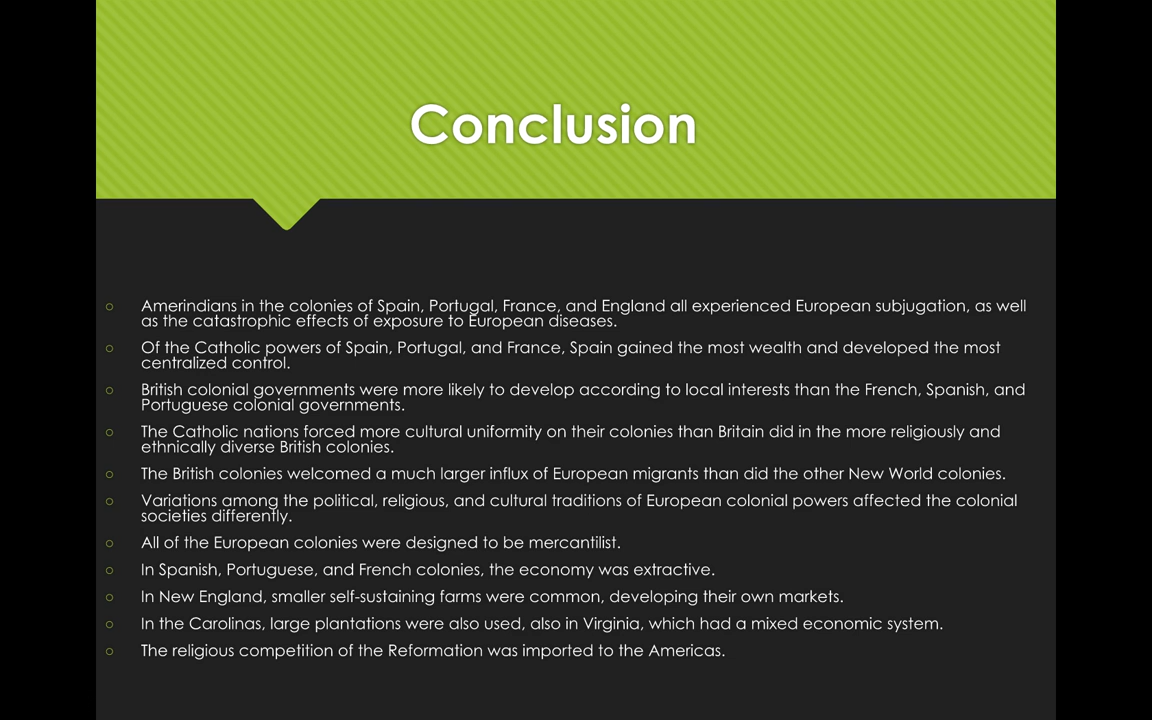 Conclusion
Amerindians in the colonies of Spain, Portugal, France, and England all experienced European subjugation, as well
as the catastrophic effects of exposure to European diseases.
Of the Catholic powers of Spain, Portugal, and France, Spain gained the most wealth and developed the most
centralized control.
British colonial governments were more likely to develop according to local interests than the French, Spanish, and
Portuguese colonial governments.
The Catholic nations forced more cultural uniformity on their colonies than Britain did in the more religiously and
ethnically diverse British colonies.
The British colonies welcomed a much larger influx of European migrants than did the other New World colonies.
Variations among the political, religious, and cultural traditions of European colonial powers affected the colonial
societies differently.
All of the European colonies were designed to be mercantilist.
In Spanish, Portuguese, and French colonies, the economy was extractive.
In New England, smaller self-sustaining farms were common, developing their own markets.
In the Carolinas, large plantations were also used, also in Virginia, which had a mixed economic system.
The religious competition of the Reformation was imported to the Americas.